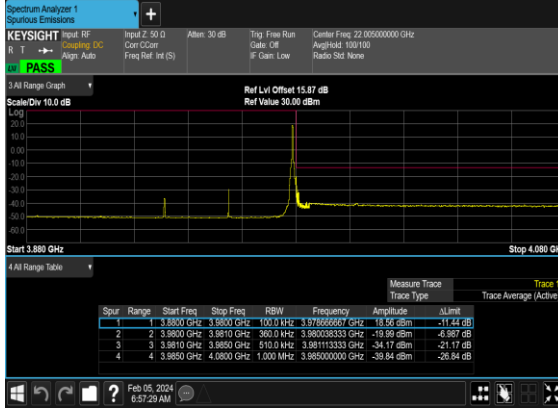 Spectrum Analyzer 1
Spurious Emissions
+
KEYSIGHT Input: RF Input Z: 50 Ω Atten: 30 dB Trig: Free Run Center Freq: 22.005000000 GHz
R T Coupling: DC Corr CCorr Gate: Off Avg|Hold: 100/100
Align: Auto Freq Ref: Int (S) IF Gain: Low Radio Std: None
LXI PASS
3 All Range Graph
Ref Lvl Offset 15.87 dB
Scale/Div 10.0 dB Ref Value 30.00 dBm
Log
20.0
10.0
0.00
-10.0
-20.0
-30.0
-40.0
-50.0
-60.0
Start 3.880 GHz Stop 4.080 G
4 All Range Table
Measure Trace Trace 1
Trace Type Trace Average (Active
Spur Range Start Freq Stop Freq RBW Frequency Amplitude ΔLimit
1 1 3.8800 GHz 3.9800 GHz 100.0 kHz 3.978666667 GHz 18.56 dBm -11.44 dB
2 2 3.9800 GHz 3.9810 GHz 360.0 kHz 3.980038333 GHz -19.99 dBm -6.987 dB
3 3 3.9810 GHz 3.9850 GHz 510.0 kHz 3.981113333 GHz -34.17 dBm -21.17 dB
4 4 3.9850 GHz 4.0800 GHz 1.000 MHz 3.985000000 GHz -39.84 dBm -26.84 dB
? Feb 05, 2024
6:57:29 AM